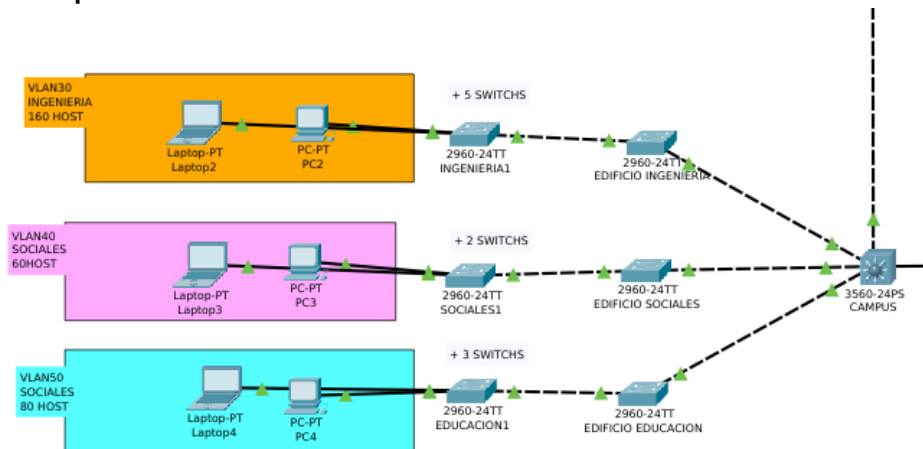 VLAN30
INGENIERIA
160 HOST
Laptop-PT
Laptop2
PC-PT
PC2
+ 5 SWITCHS
2960-24TT
INGENIERIA1
2960-24TT
EDIFICIO INGENIERIA
VLAN40
SOCIALES
60HOST
Laptop-PT
Laptop3
PC-PT
PC3
+ 2 SWITCHS
2960-24TT
SOCIALES1
2960-24TT
EDIFICIO SOCIALES
3560-24PS
CAMPUS
VLAN50
SOCIALES
80 HOST
Laptop-PT
Laptop4
PC-PT
PC4
+ 3 SWITCHS
2960-24TT
EDUCACION1
2960-24TT
EDIFICIO EDUCACION